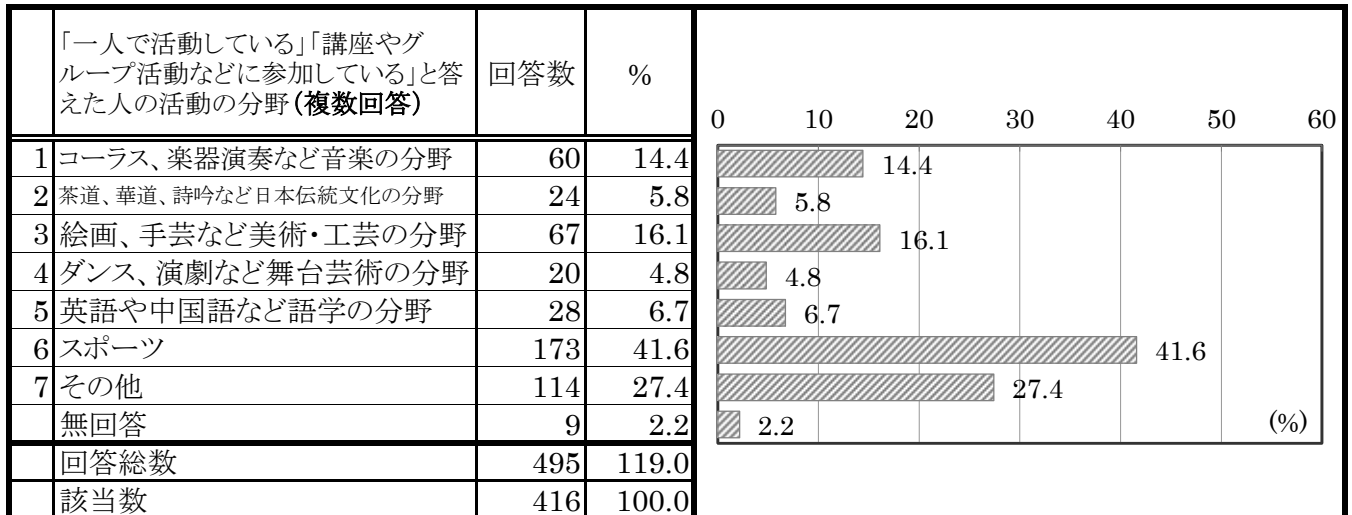 「一人で活動している」「講座やグ
ループ活動などに参加している」と答
えた人の活動の分野(複数回答)
回答数 %
1 コーラス、楽器演奏など音楽の分野 60 14.4
2 茶道、華道、詩吟など日本伝統文化の分野 24 5.8
3 絵画、手芸など美術・工芸の分野 67 16.1
4 ダンス、演劇など舞台芸術の分野 20 4.8
5 英語や中国語など語学の分野 28 6.7
6 スポーツ 173 41.6
7 その他 114 27.4
無回答 9 2.2
回答総数 495 119.0
該当数 416 100.0
0 10 20 30 40 50 60
14.4
5.8
16.1
4.8
6.7
41.6
27.4
2.2 (%)